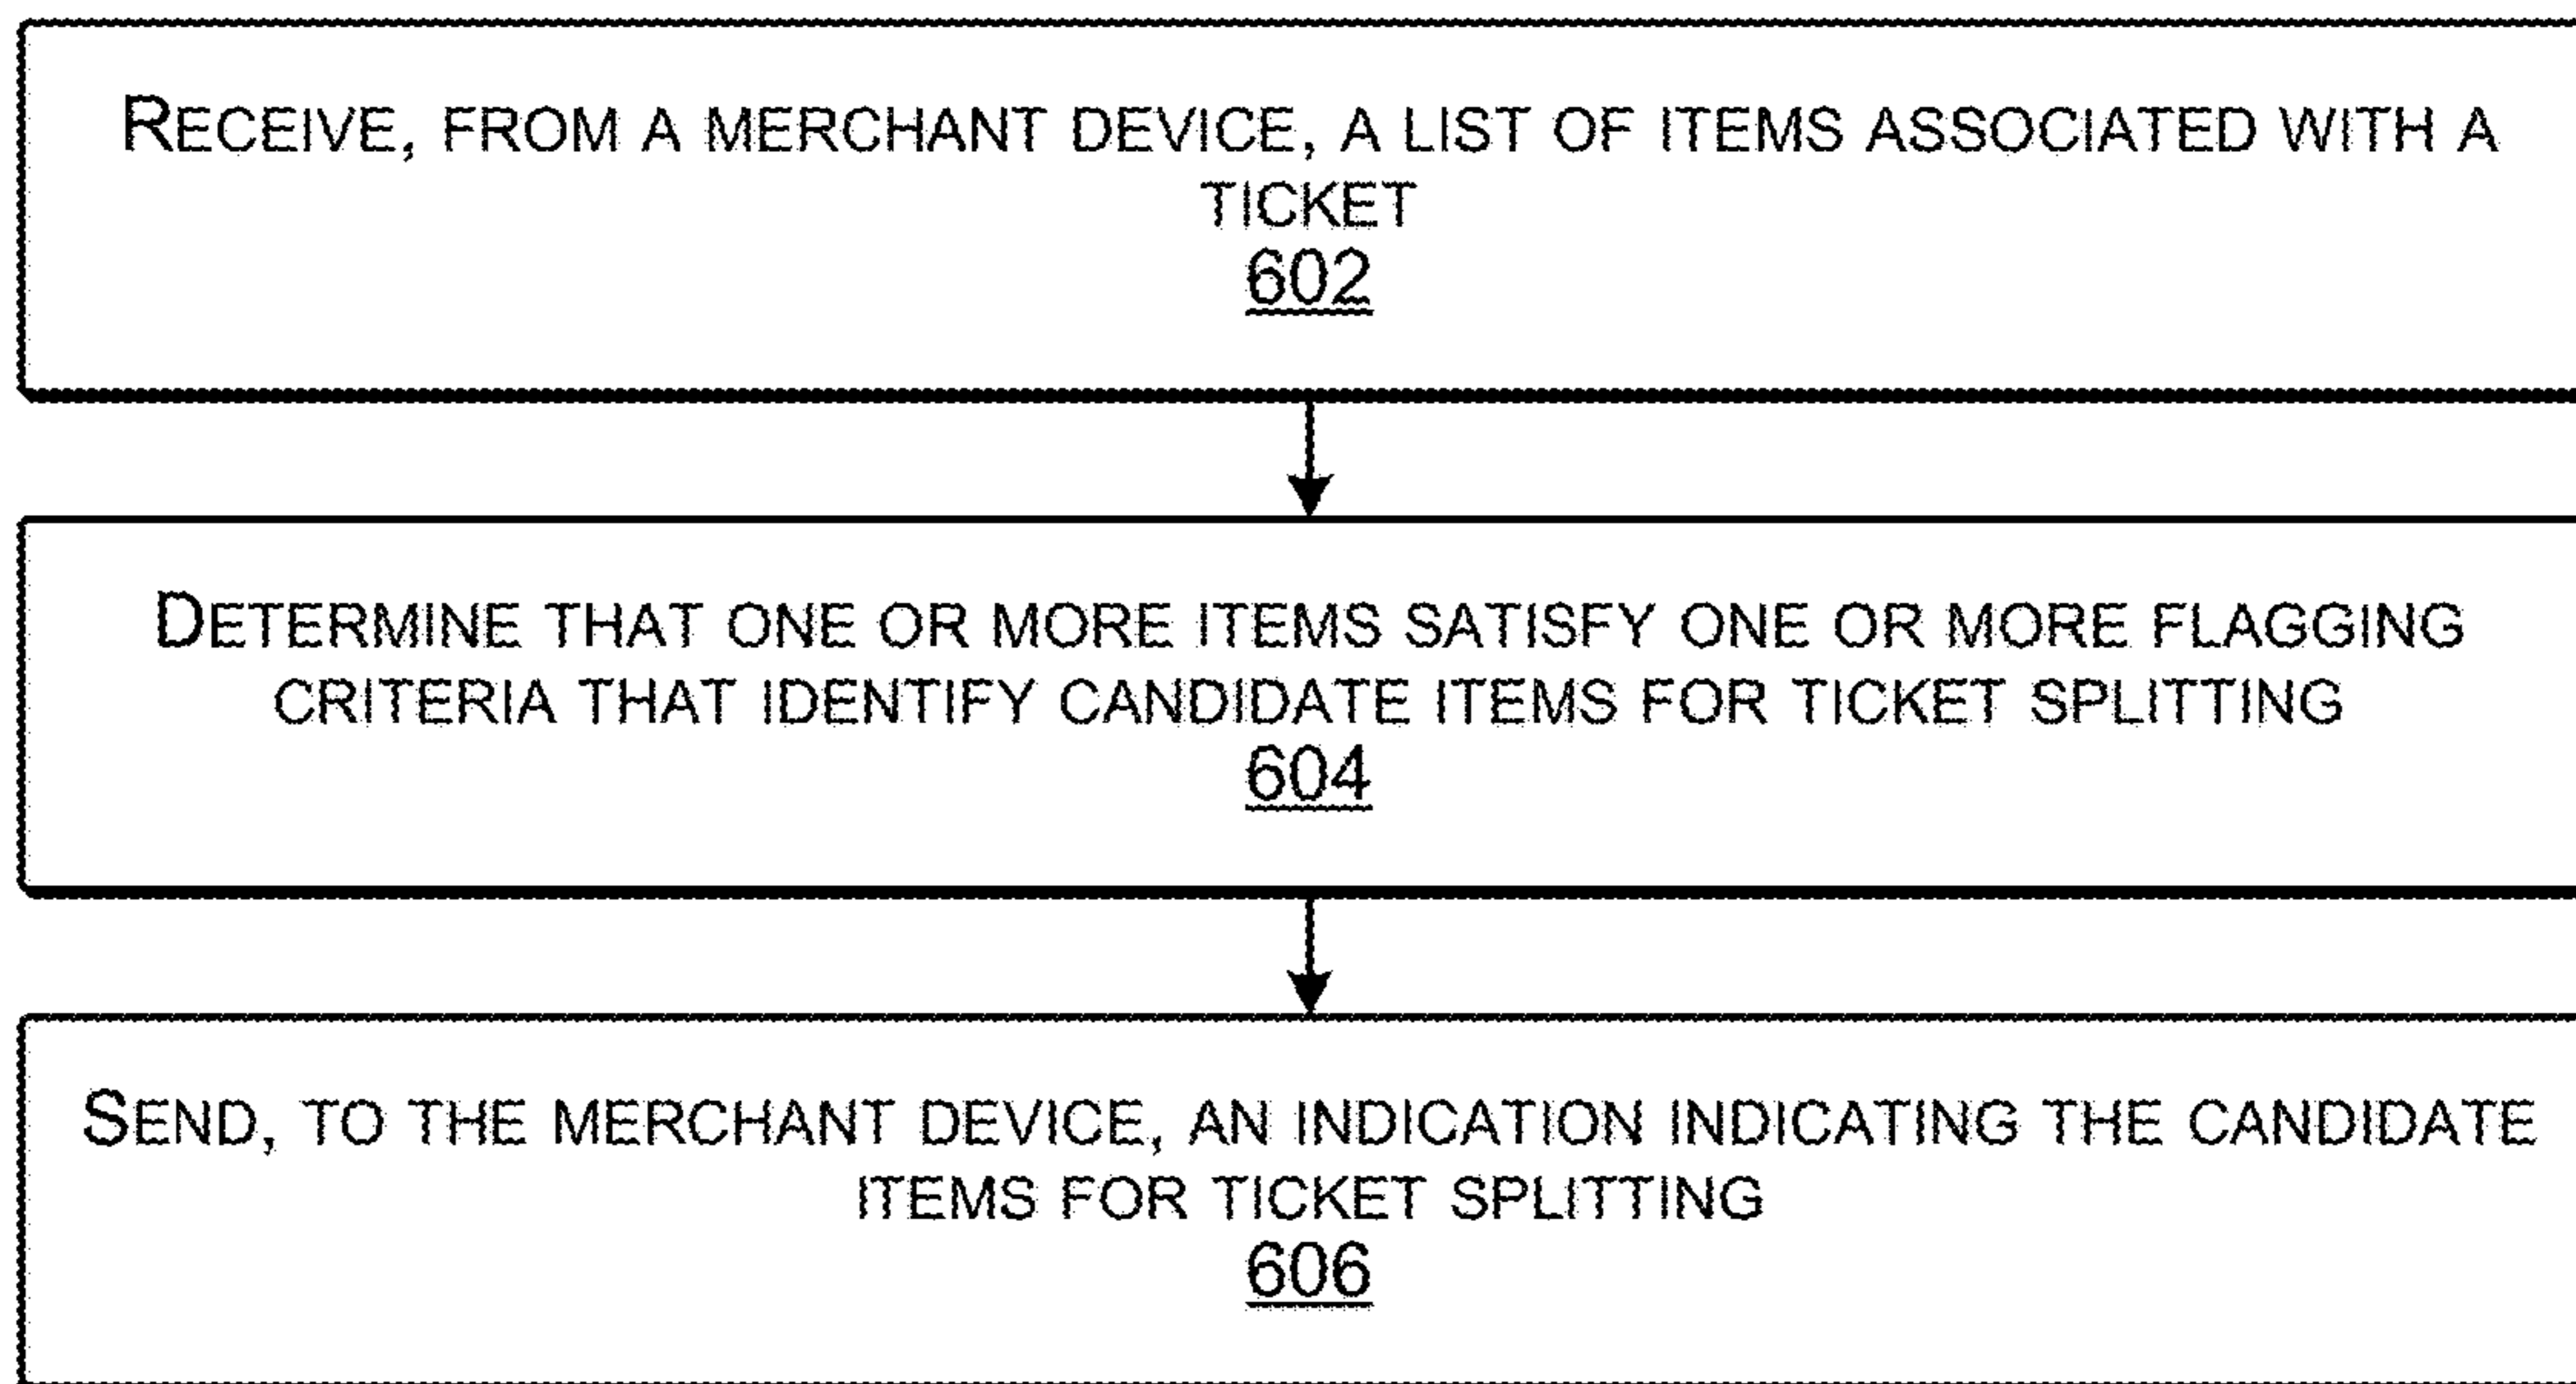 RECEIVE, FROM A MERCHANT DEVICE, A LIST OF ITEMS ASSOCIATED WITH A
TICKET
602
DETERMINE THAT ONE OR MORE ITEMS SATISFY ONE OR MORE FLAGGING
CRITERIA THAT IDENTIFY CANDIDATE ITEMS FOR TICKET SPLITTING
604
SEND, TO THE MERCHANT DEVICE, AN INDICATION INDICATING THE CANDIDATE
ITEMS FOR TICKET SPLITTING
606